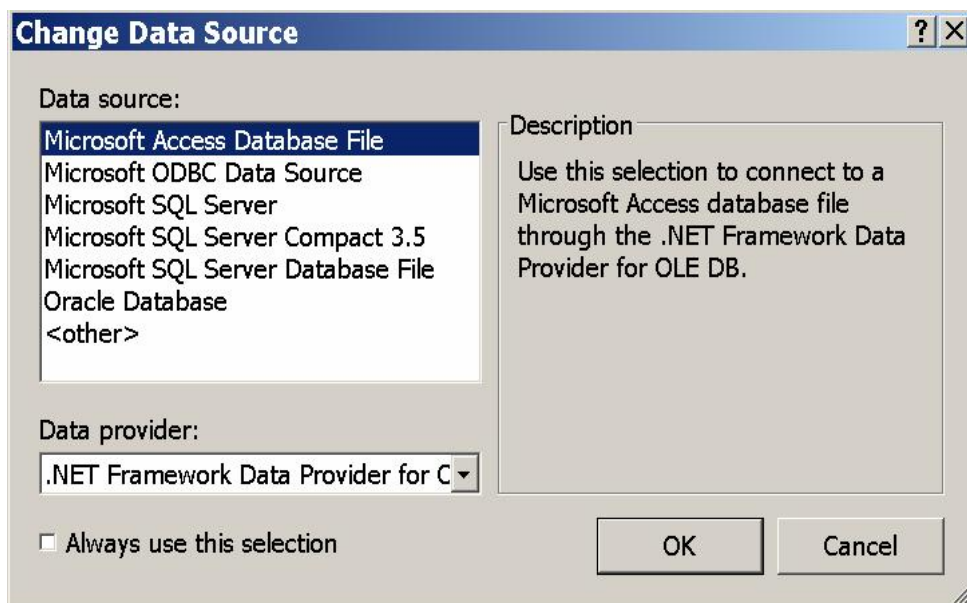 Change Data Source
Data source:
Microsoft Access Database File
Microsoft ODBC Data Source
Microsoft SQL Server
Microsoft SQL Server Compact 3.5
Microsoft SQL Server Database File
Oracle Database
<other>
Description
Use this selection to connect to a
Microsoft Access database file
through the .NET Framework Data
Provider for OLE DB.
Data provider:
.NET Framework Data Provider for O
Always use this selection
OK
Cancel